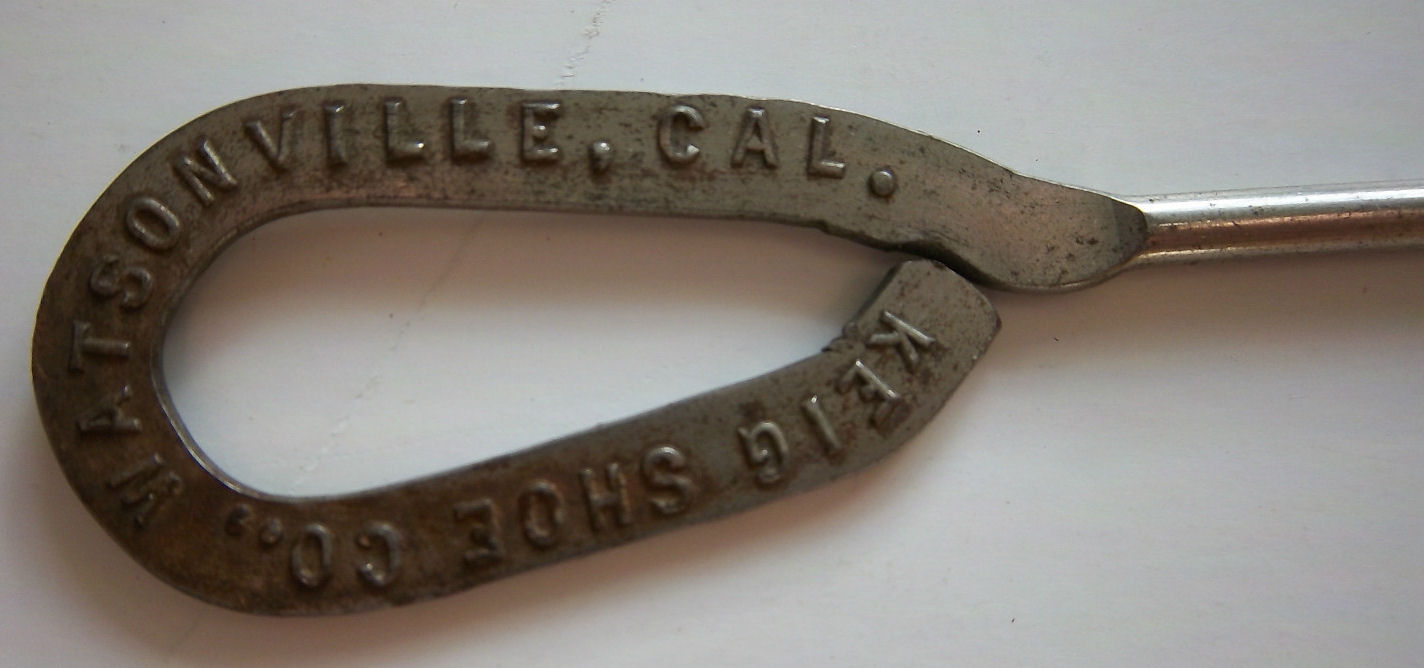 KEIG SHOE CO., WATSONVILLE, CAL.